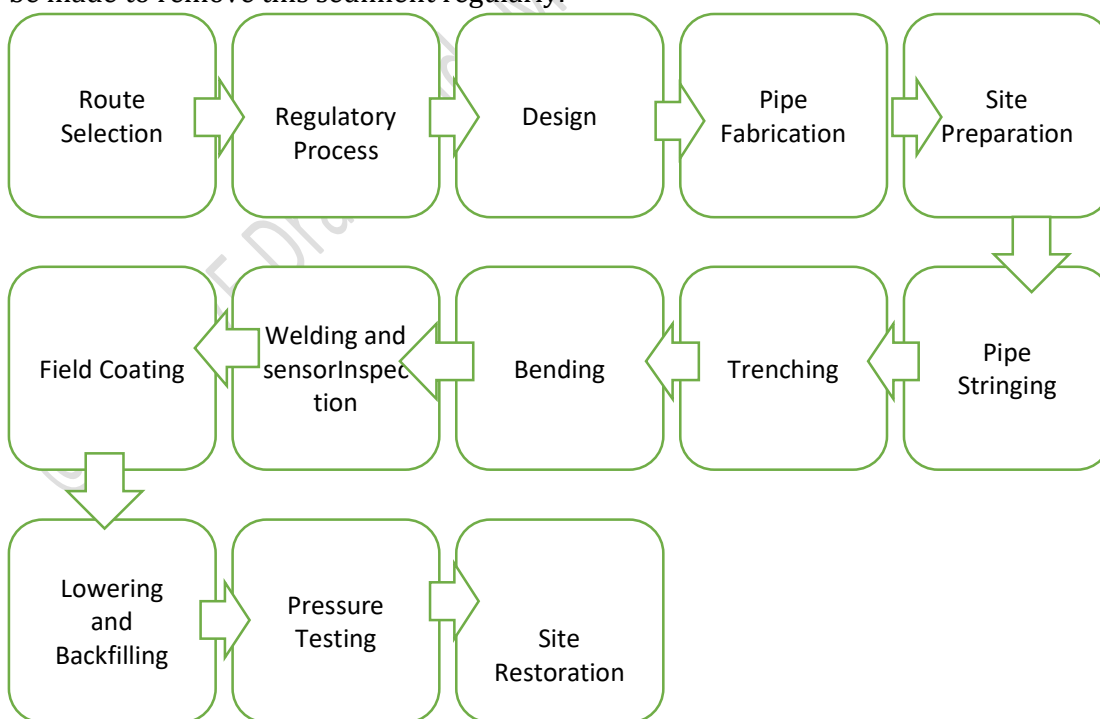 be made to remove this sediment regularly.
Route
Selection
Regulatory
Process
Design
Pipe
Fabrication
Site
Preparation
Pipe
Stringing
Trenching
Bending
Welding and
sensorInspec
tion
Field Coating
Lowering
and
Backfilling
Pressure
Testing
Site
Restoration